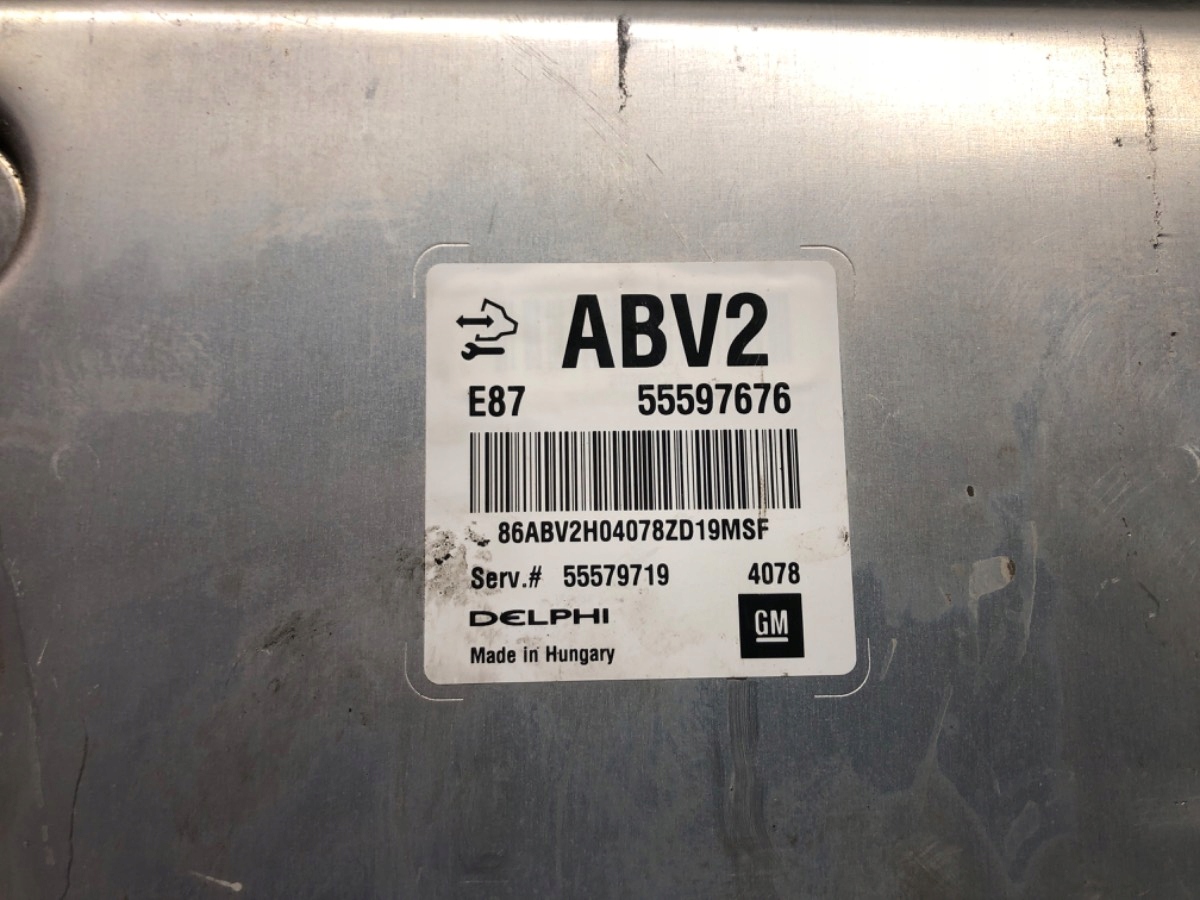 ABV2
E87 55597676
86ABV2H04078ZD19MSF
Serv.# 55579719 4078
DELPHI GM
Made in Hungary